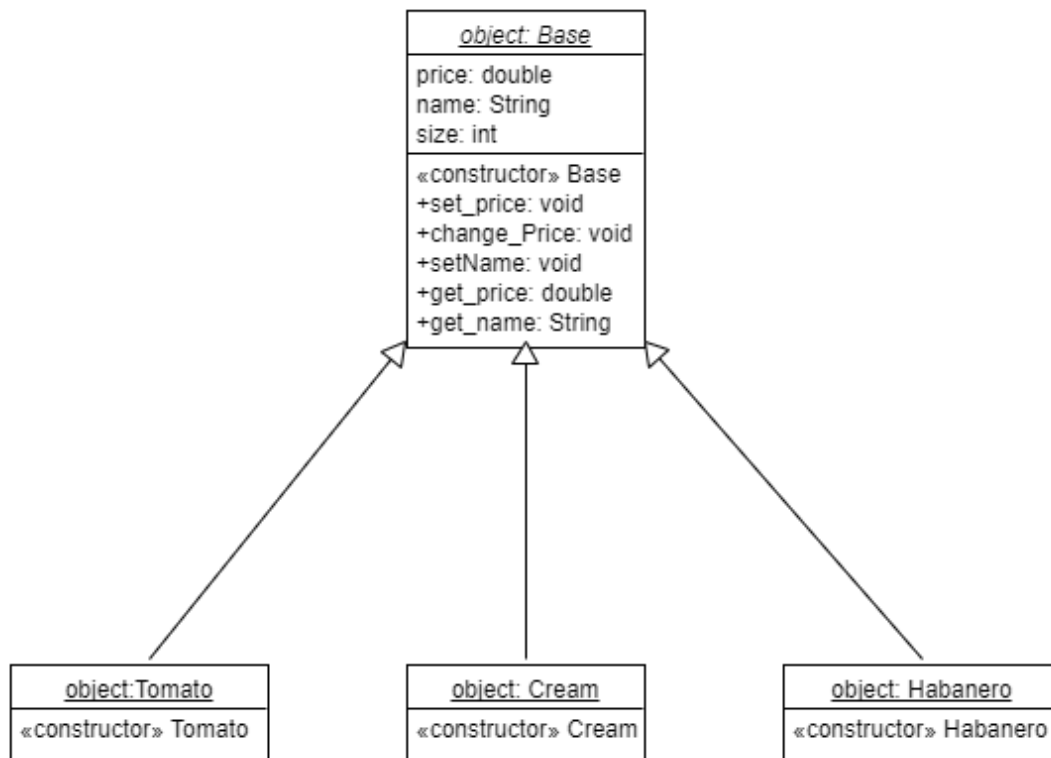 object: Base
price: double
name: String
size: int
«constructor» Base
+set_price: void
+change_Price: void
+setName: void
+get_price: double
+get_name: String
object:Tomato
«constructor» Tomato
object: Cream
«constructor» Cream
object: Habanero
«constructor» Habanero